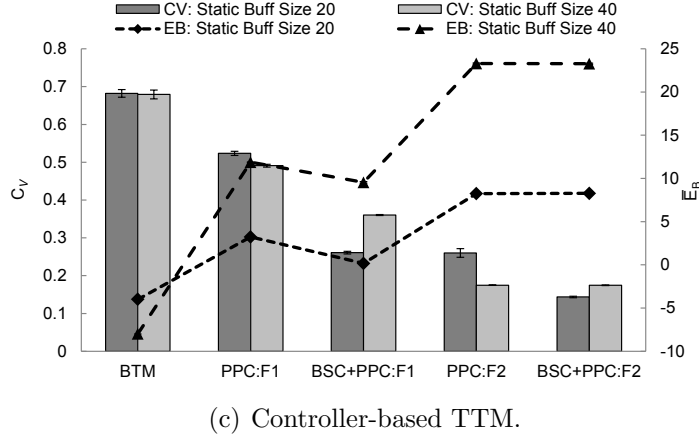 CV: Static Buff Size 20 CV: Static Buff Size 40
EB: Static Buff Size 20 EB: Static Buff Size 40
0.8 25
0.7 20
0.6 15
0.5 10
0.4 5
0.3 0
0.2 -5
0.1
0 -10
C_V
E̅_B
BTM PPC:F1 BSC+PPC:F1 PPC:F2 BSC+PPC:F2
(c) Controller-based TTM.